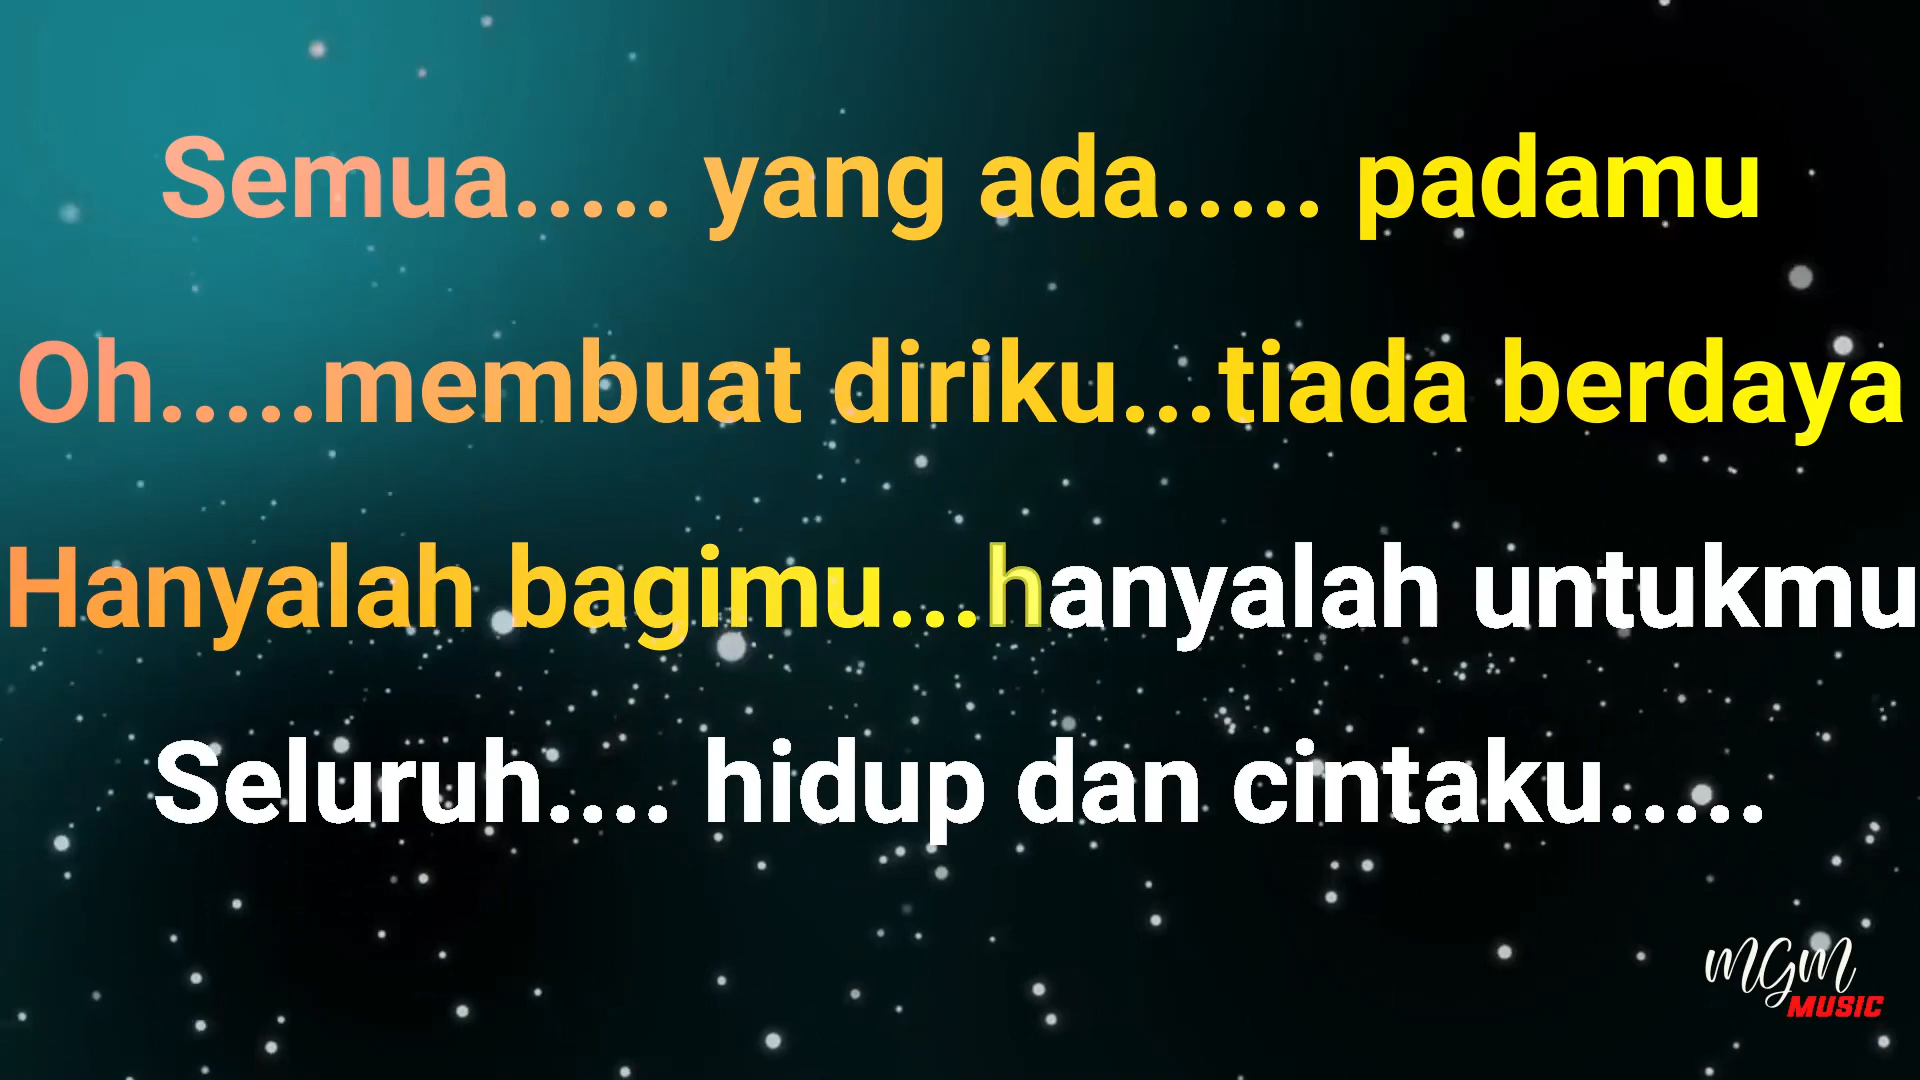 Semua..... yang ada..... padamu
Oh.....membuat diriku...tiada berdaya
Hanyalah bagimu...hanyalah untukmu
Seluruh.... hidup dan cintaku.....
MGM
MUSIC